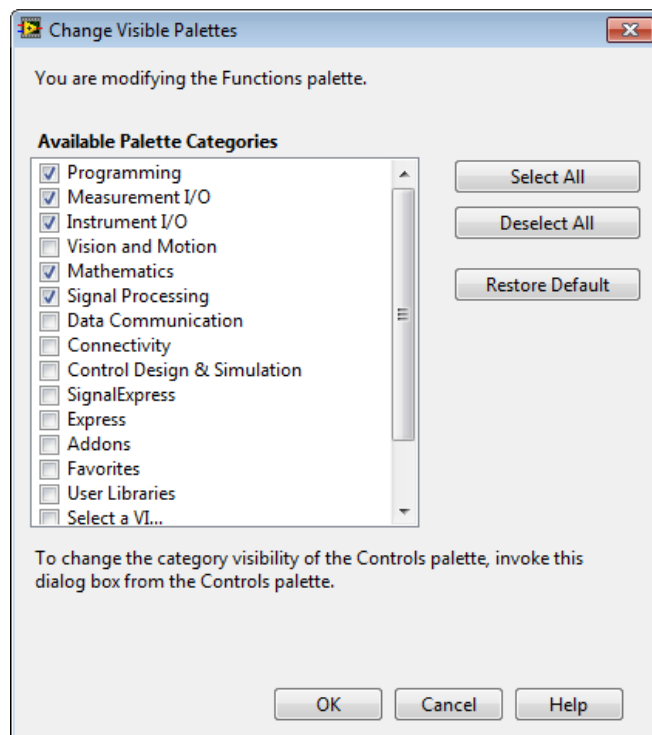 Change Visible Palettes
You are modifying the Functions palette.
Available Palette Categories
Programming
Measurement I/O
Instrument I/O
Vision and Motion
Mathematics
Signal Processing
Data Communication
Connectivity
Control Design & Simulation
SignalExpress
Express
Addons
Favorites
User Libraries
Select a VI...
Select All
Deselect All
Restore Default
To change the category visibility of the Controls palette, invoke this
dialog box from the Controls palette.
OK
Cancel
Help